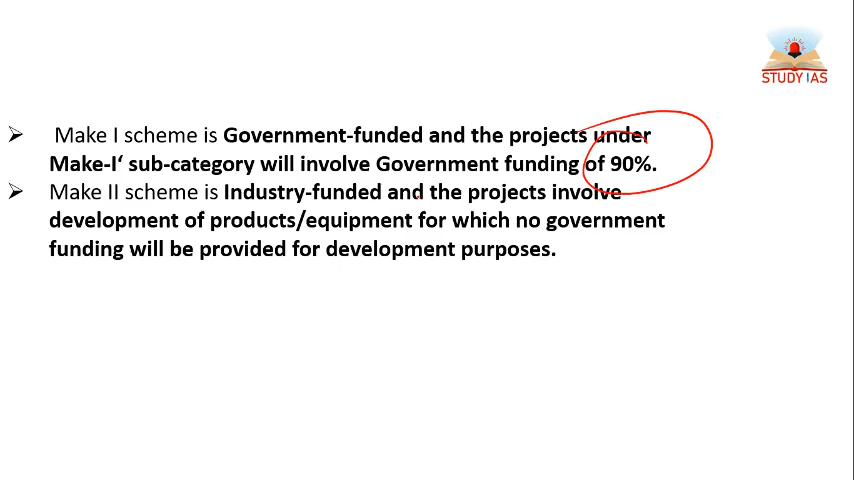 STUDY IAS
➢ Make I scheme is Government-funded and the projects under
Make-I‘ sub-category will involve Government funding of 90%.
➢ Make II scheme is Industry-funded and the projects involve
development of products/equipment for which no government
funding will be provided for development purposes.